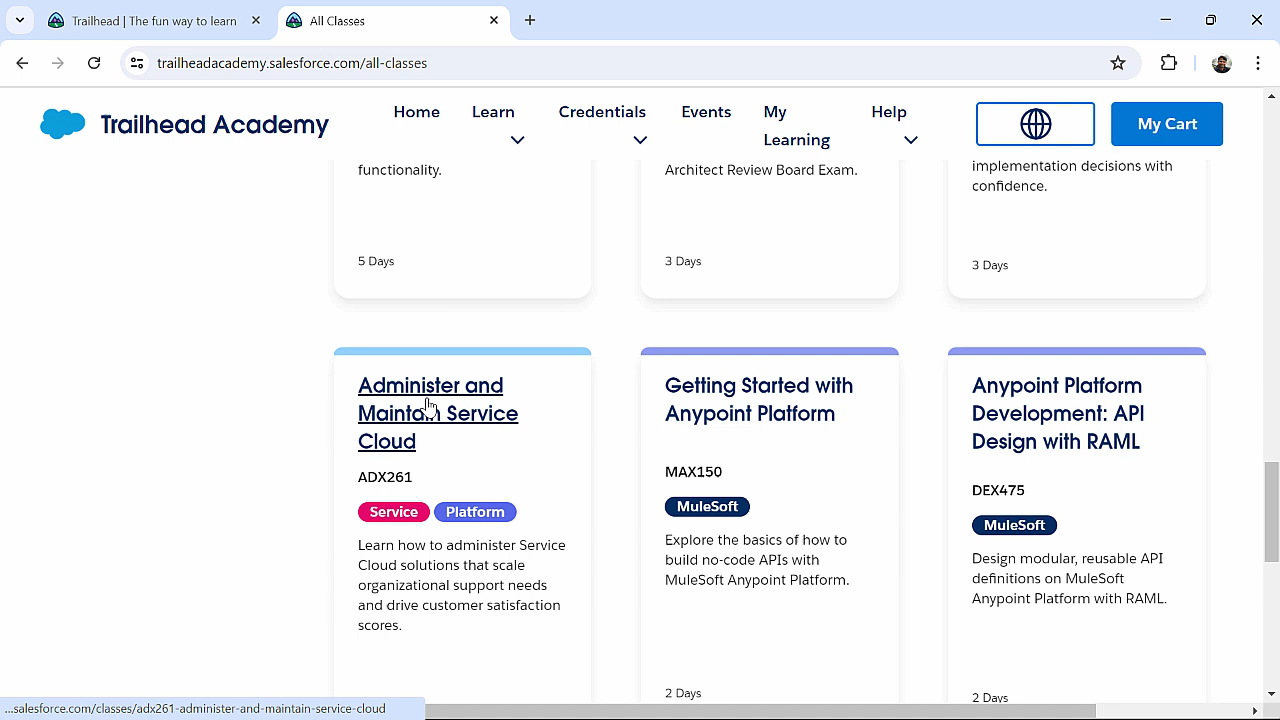 Trailhead | The fun way to learn
All Classes
trailheadacademy.salesforce.com/all-classes
Trailhead Academy
Home
Learn
Credentials
Events
My
Learning
Help
My Cart
functionality.
5 Days
Architect Review Board Exam.
3 Days
implementation decisions with
confidence.
3 Days
Administer and
Maintain Service
Cloud
ADX261
Service
Platform
Learn how to administer Service
Cloud solutions that scale
organizational support needs
and drive customer satisfaction
scores.
Getting Started with
Anypoint Platform
MAX150
MuleSoft
Explore the basics of how to
build no-code APIs with
MuleSoft Anypoint Platform.
2 Days
Anypoint Platform
Development: API
Design with RAML
DEX475
MuleSoft
Design modular, reusable API
definitions on MuleSoft
Anypoint Platform with RAML.
2 Days
...salesforce.com/classes/adx261-administer-and-maintain-service-cloud